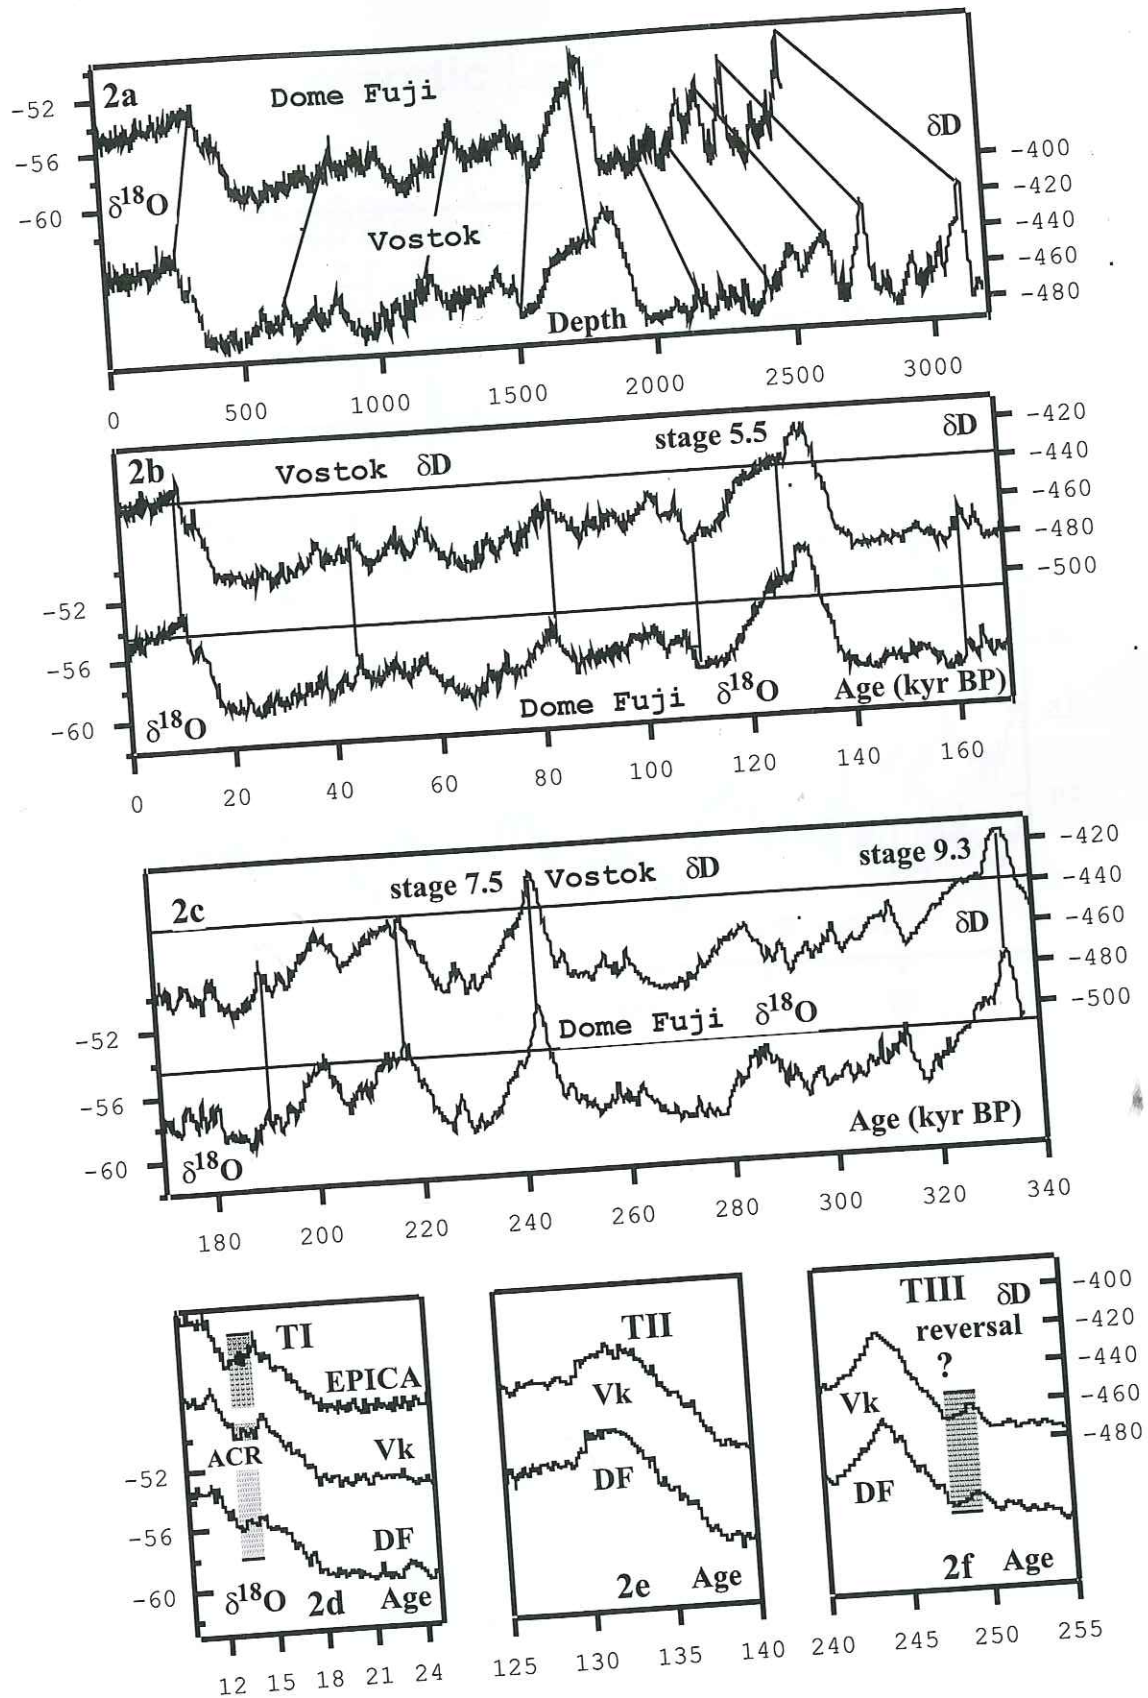 2a
Dome Fuji
-52
-56
-60
δ¹⁸O
δD
-400
-420
-440
-460
-480
Vostok
Depth
0 500 1000 1500 2000 2500 3000
2b
Vostok δD
stage 5.5
δD
-420
-440
-460
-480
-500
-52
-56
-60
δ¹⁸O
Dome Fuji δ¹⁸O
Age (kyr BP)
0 20 40 60 80 100 120 140 160
2c
stage 7.5
Vostok δD
stage 9.3
δD
-420
-440
-460
-480
-500
-52
-56
-60
δ¹⁸O
Dome Fuji δ¹⁸O
Age (kyr BP)
180 200 220 240 260 280 300 320 340
TI
EPICA
ACR
Vk
DF
-52
-56
-60
δ¹⁸O 2d Age
12 15 18 21 24
TII
Vk
DF
2e Age
125 130 135 140
TIII δD
reversal
?
Vk
DF
2f Age
-400
-420
-440
-460
-480
240 245 250 255